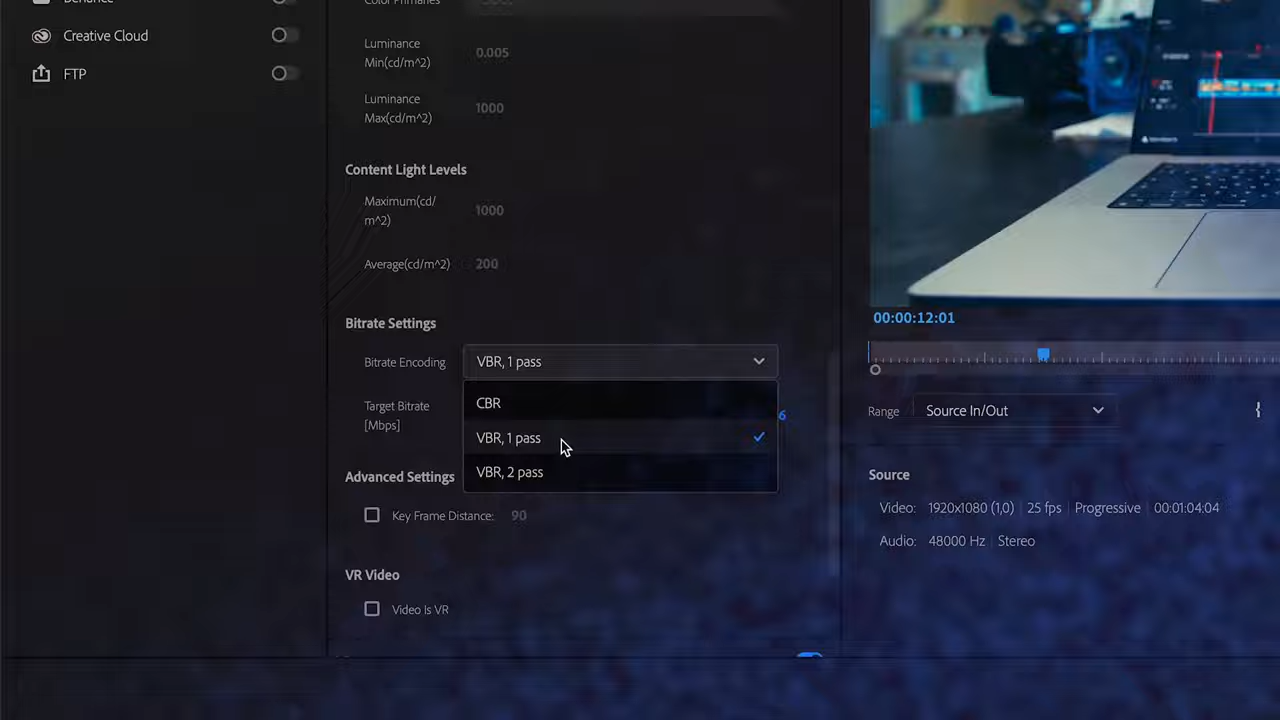 Behance
Creative Cloud
FTP
Color Primaries
Luminance
Min(cd/m^2)
0.005
Luminance
Max(cd/m^2)
1000
Content Light Levels
Maximum(cd/
m^2)
1000
Average(cd/m^2)
200
Bitrate Settings
Bitrate Encoding
VBR, 1 pass
CBR
VBR, 1 pass
VBR, 2 pass
Target Bitrate
[Mbps]
6
Advanced Settings
Key Frame Distance:
90
VR Video
Video Is VR
00:00:12:01
Range
Source In/Out
Source
Video: 1920x1080 (1,0) | 25 fps | Progressive | 00:01:04:04
Audio: 48000 Hz | Stereo